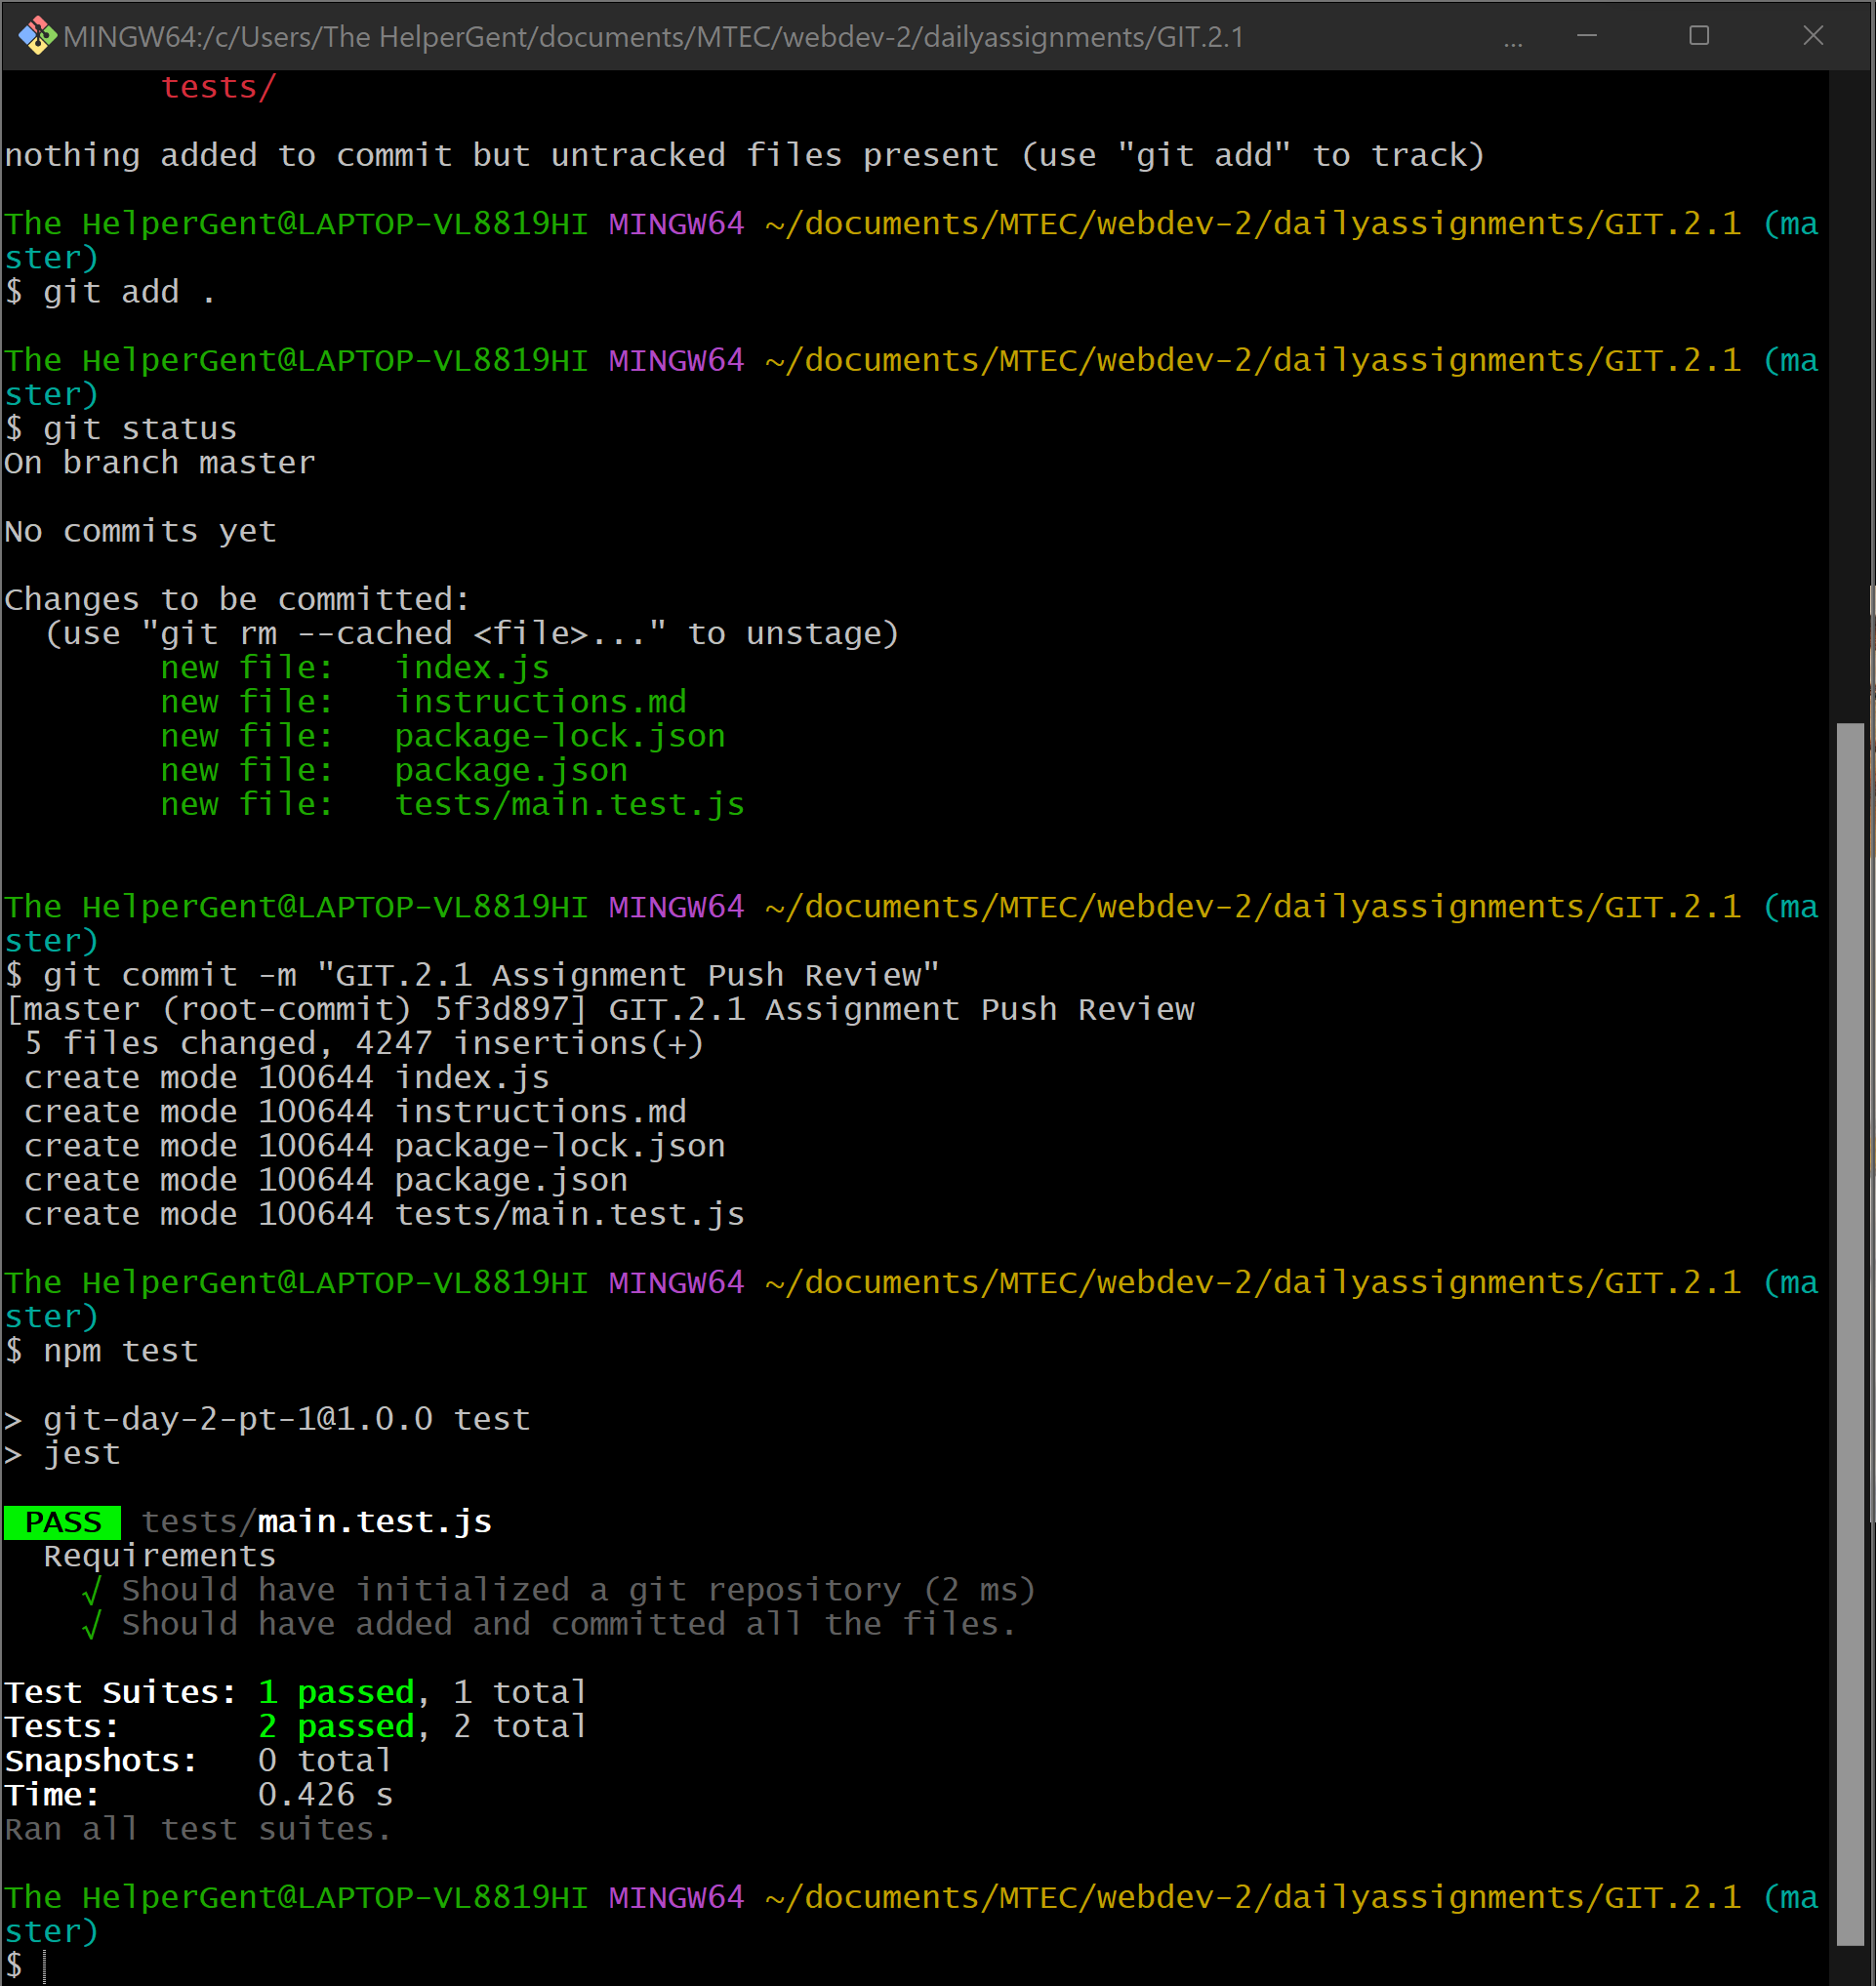 MINGW64:/c/Users/The HelperGent/documents/MTEC/webdev-2/dailyassignments/GIT.2.1 ...
tests/
nothing added to commit but untracked files present (use "git add" to track)
The HelperGent@LAPTOP-VL8819HI MINGW64 ~/documents/MTEC/webdev-2/dailyassignments/GIT.2.1 (ma
ster)
$ git add .
The HelperGent@LAPTOP-VL8819HI MINGW64 ~/documents/MTEC/webdev-2/dailyassignments/GIT.2.1 (ma
ster)
$ git status
On branch master
No commits yet
Changes to be committed:
  (use "git rm --cached <file>..." to unstage)
        new file:   index.js
        new file:   instructions.md
        new file:   package-lock.json
        new file:   package.json
        new file:   tests/main.test.js
The HelperGent@LAPTOP-VL8819HI MINGW64 ~/documents/MTEC/webdev-2/dailyassignments/GIT.2.1 (ma
ster)
$ git commit -m "GIT.2.1 Assignment Push Review"
[master (root-commit) 5f3d897] GIT.2.1 Assignment Push Review
 5 files changed, 4247 insertions(+)
 create mode 100644 index.js
 create mode 100644 instructions.md
 create mode 100644 package-lock.json
 create mode 100644 package.json
 create mode 100644 tests/main.test.js
The HelperGent@LAPTOP-VL8819HI MINGW64 ~/documents/MTEC/webdev-2/dailyassignments/GIT.2.1 (ma
ster)
$ npm test
> git-day-2-pt-1@1.0.0 test
> jest
PASS tests/main.test.js
  Requirements
    √ Should have initialized a git repository (2 ms)
    √ Should have added and committed all the files.
Test Suites: 1 passed, 1 total
Tests:       2 passed, 2 total
Snapshots:   0 total
Time:        0.426 s
Ran all test suites.
The HelperGent@LAPTOP-VL8819HI MINGW64 ~/documents/MTEC/webdev-2/dailyassignments/GIT.2.1 (ma
ster)
$